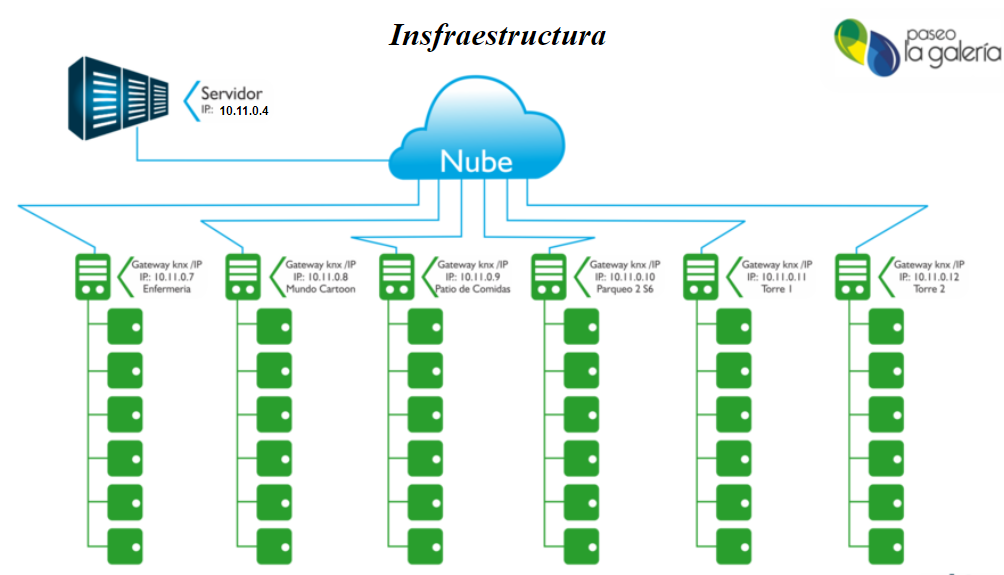 Insfraestructura
paseo
la galería
Servidor
IP.: 10.11.0.4
Nube
Gateway knx /IP
IP.: 10.11.0.7
Enfermeria
Gateway knx /IP
IP.: 10.11.0.8
Mundo Cartoon
Gateway knx /IP
IP.: 10.11.0.9
Patio de Comidas
Gateway knx /IP
IP.: 10.11.0.10
Parqueo 2 S6
Gateway knx /IP
IP.: 10.11.0.11
Torre 1
Gateway knx /IP
IP.: 10.11.0.12
Torre 2